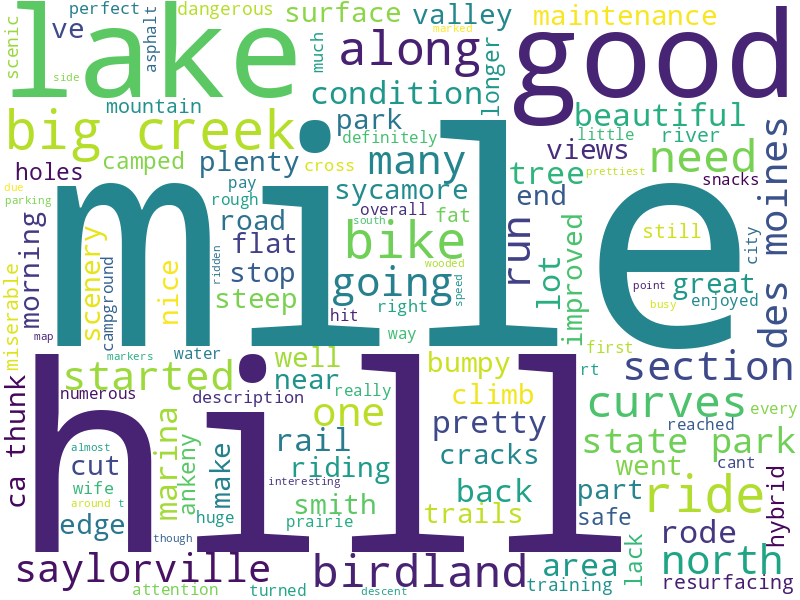 perfect
dangerous
surface
valley
maintenance
scenic
lake
ve
asphalt
along
much
longer
marked
good
side
mountain
condition
beautiful
big creek
park
definitely
little
river
views
need
des moines
holes
camped
plenty
cross
many
tree
prettiest
snacks
due
pay
sycamore
end
parking
rough
road
overall
fat
run
improved
still
city
morning
scenery
nice
flat
south
bike
lot
wooded
stop
ridden
going
speed
point
great
miserable
campground
steep
right
enjoyed
busy
mile
hit
map
markers
water
way
first
well
bumpy
rt
section
started
near
really
numerous
description
climb
curves
every
ca thunk
marina
one
pretty
reached
hill
ankeny
make
rail
cracks
state park
almost
cut
riding
went
cant
wife
interesting
back
part
ride
hybrid
around
t
huge
smith
trails
safe
edge
prairie
rode
though
lack
north
saylorville
birdland
area
training
resurfacing
attention
turned
descent